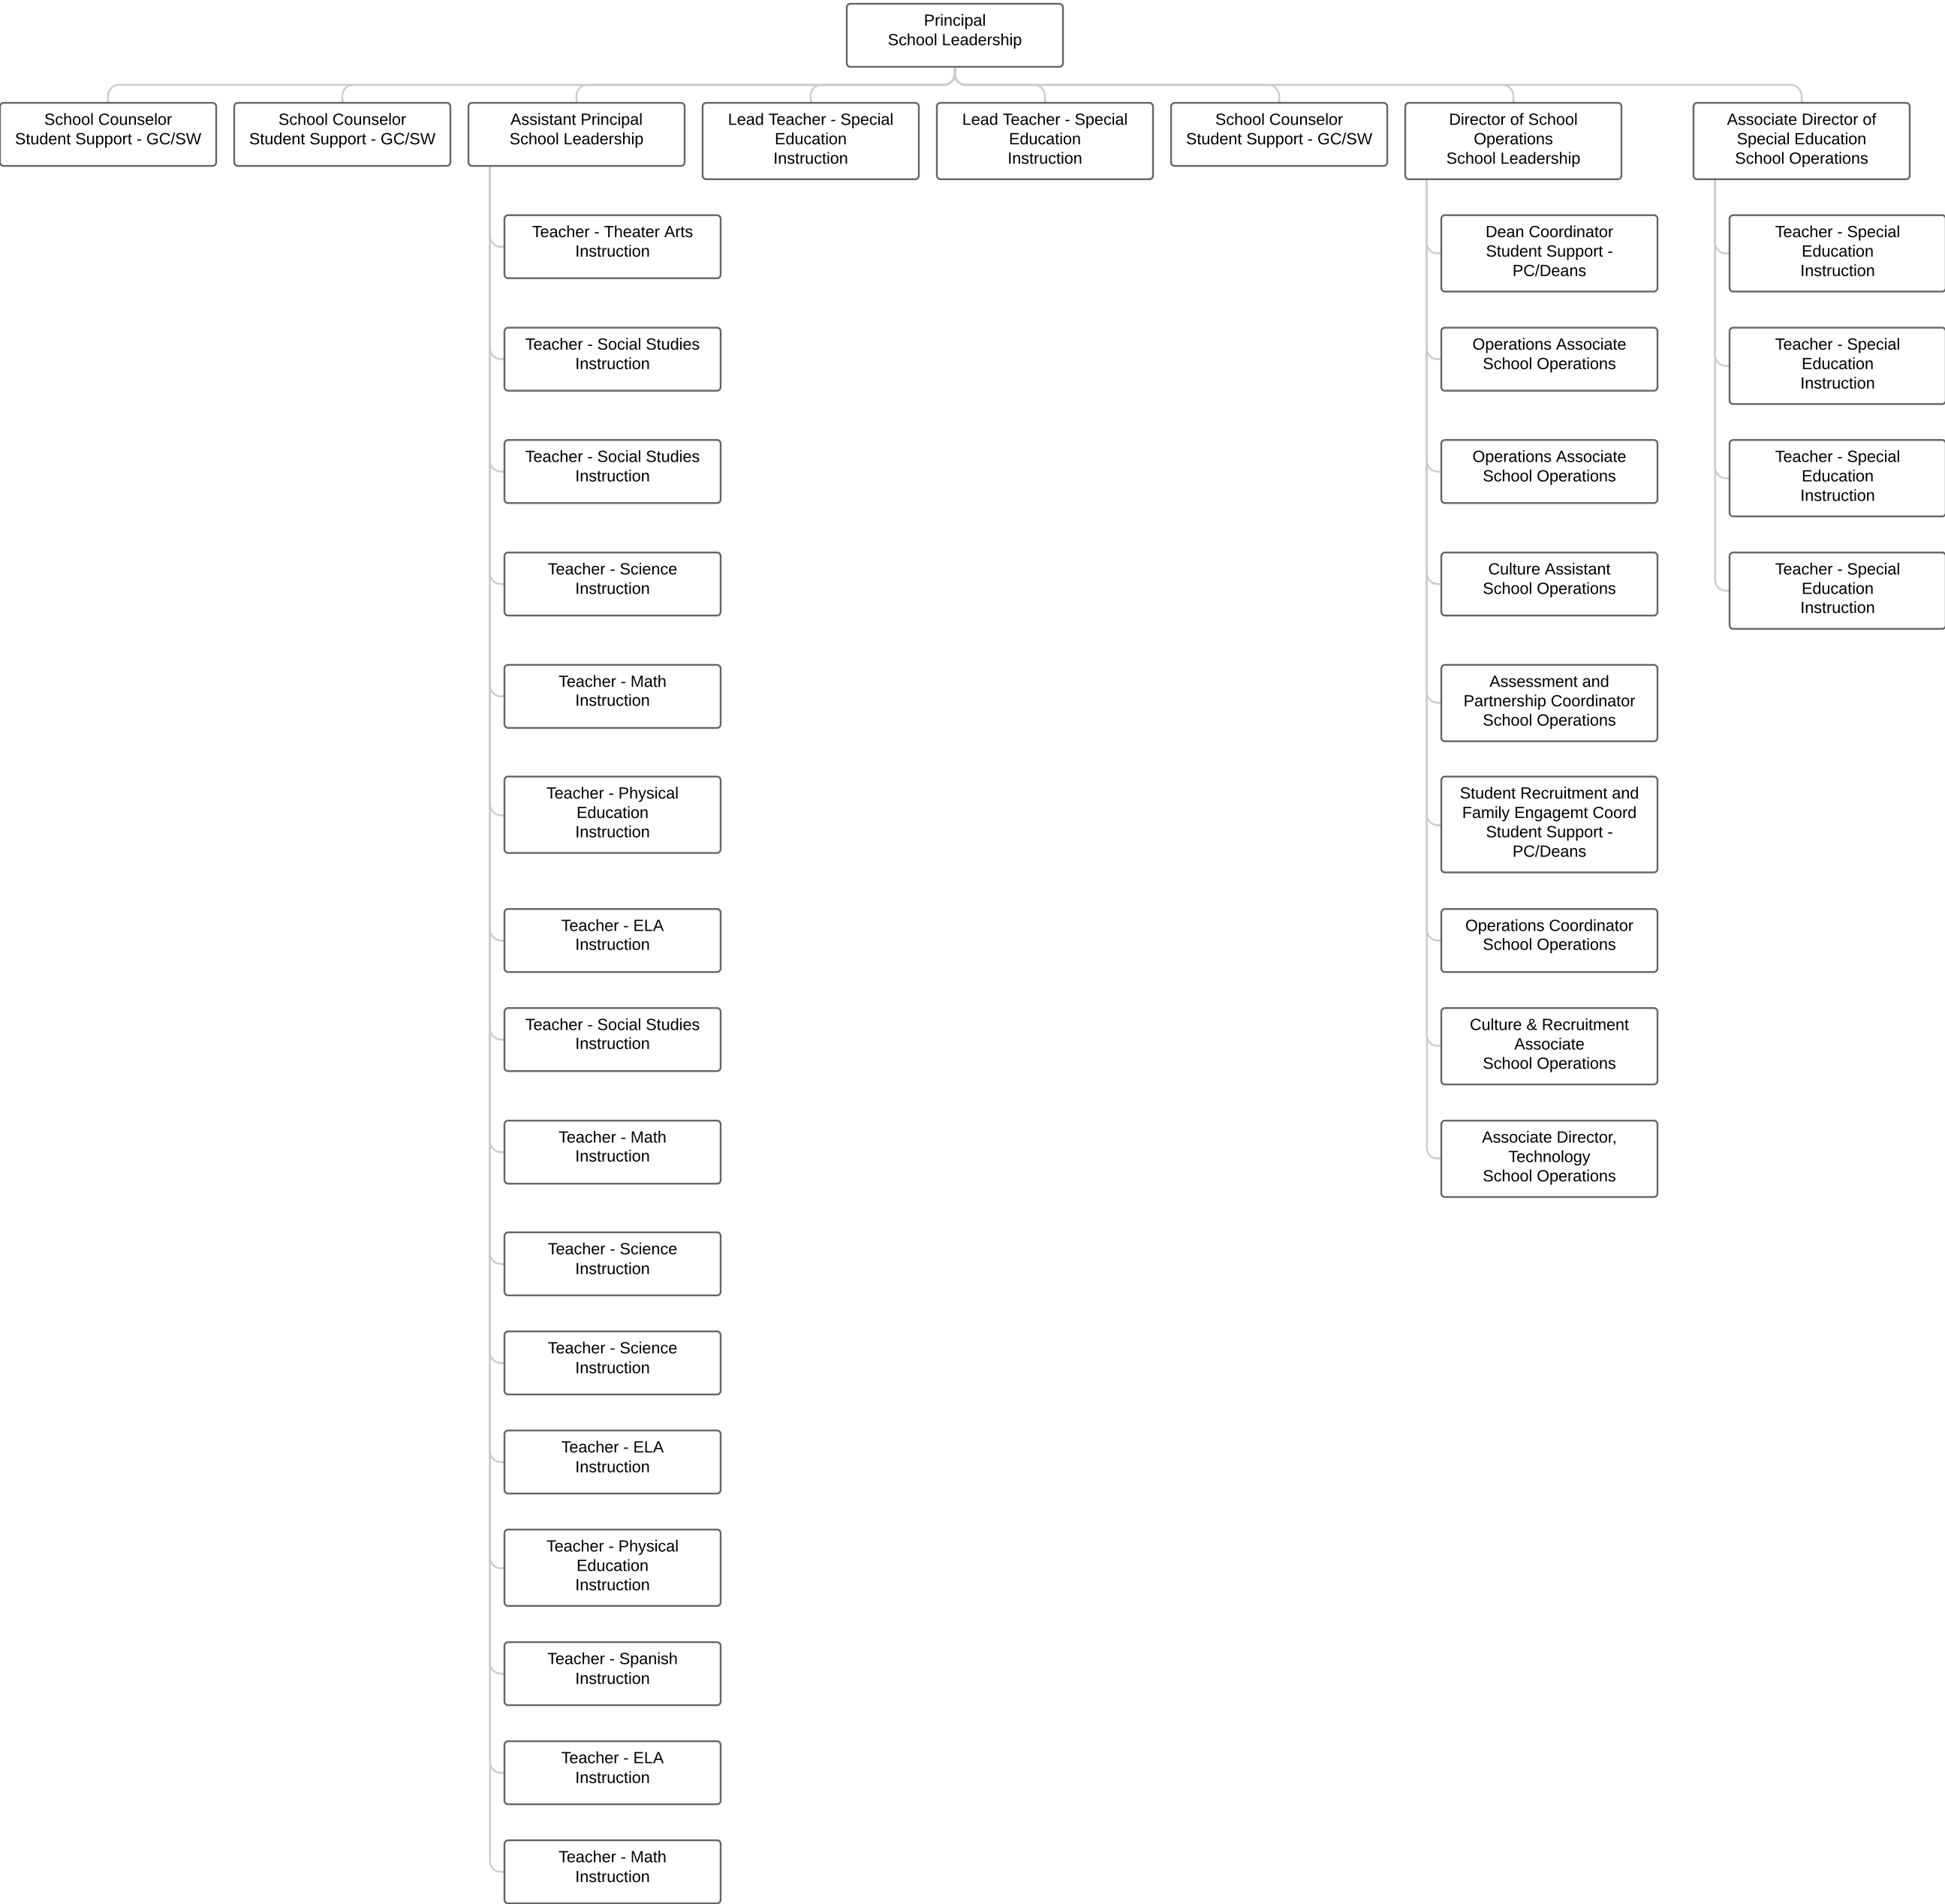 Principal
School Leadership
School Counselor
Student Support - GC/SW
School Counselor
Student Support - GC/SW
Assistant Principal
School Leadership
Lead Teacher - Special
Education
Instruction
Lead Teacher - Special
Education
Instruction
School Counselor
Student Support - GC/SW
Director of School
Operations
School Leadership
Associate Director of
Special Education
School Operations
Teacher - Theater Arts
Instruction
Teacher - Social Studies
Instruction
Teacher - Social Studies
Instruction
Teacher - Science
Instruction
Teacher - Math
Instruction
Teacher - Physical
Education
Instruction
Teacher - ELA
Instruction
Teacher - Social Studies
Instruction
Teacher - Math
Instruction
Teacher - Science
Instruction
Teacher - Science
Instruction
Teacher - ELA
Instruction
Teacher - Physical
Education
Instruction
Teacher - Spanish
Instruction
Teacher - ELA
Instruction
Teacher - Math
Instruction
Dean Coordinator
Student Support -
PC/Deans
Operations Associate
School Operations
Operations Associate
School Operations
Culture Assistant
School Operations
Assessment and
Partnership Coordinator
School Operations
Student Recruitment and
Family Engagemt Coord
Student Support -
PC/Deans
Operations Coordinator
School Operations
Culture & Recruitment
Associate
School Operations
Associate Director,
Technology
School Operations
Teacher - Special
Education
Instruction
Teacher - Special
Education
Instruction
Teacher - Special
Education
Instruction
Teacher - Special
Education
Instruction